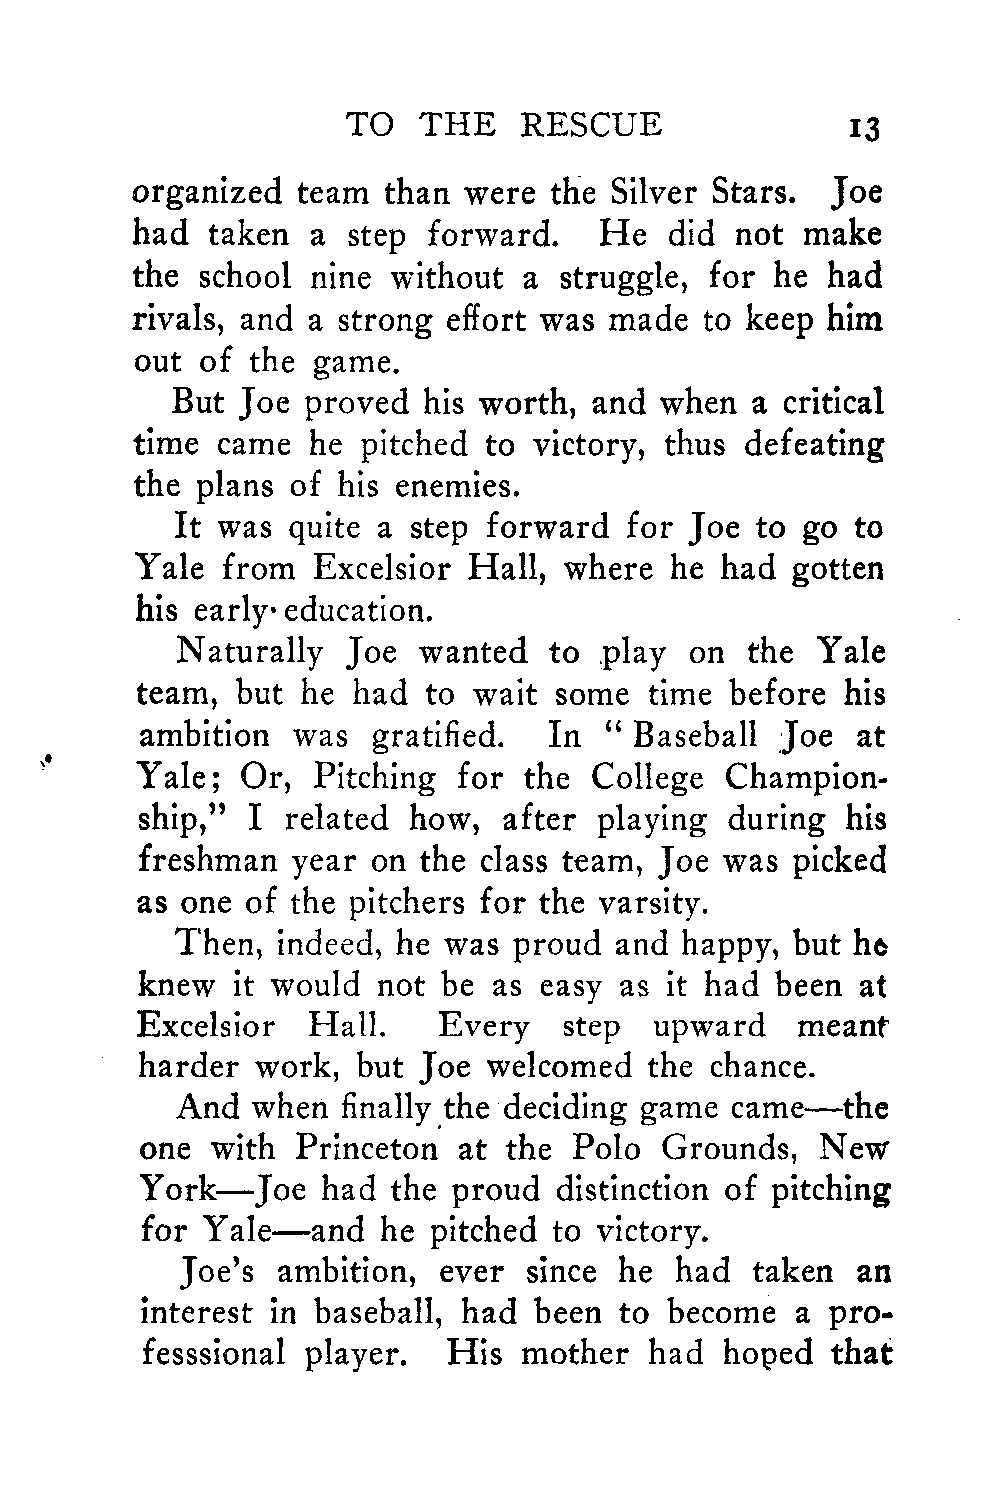 TO THE RESCUE 13
organized team than were the Silver Stars. Joe
had taken a step forward. He did not make
the school nine without a struggle, for he had
rivals, and a strong effort was made to keep him
out of the game.
But Joe proved his worth, and when a critical
time came he pitched to victory, thus defeating
the plans of his enemies.
It was quite a step forward for Joe to go to
Yale from Excelsior Hall, where he had gotten
his early education.
Naturally Joe wanted to play on the Yale
team, but he had to wait some time before his
ambition was gratified. In “ Baseball Joe at
Yale; Or, Pitching for the College Champion-
ship,” I related how, after playing during his
freshman year on the class team, Joe was picked
as one of the pitchers for the varsity.
Then, indeed, he was proud and happy, but he
knew it would not be as easy as it had been at
Excelsior Hall. Every step upward meant
harder work, but Joe welcomed the chance.
And when finally the deciding game came—the
one with Princeton at the Polo Grounds, New
York—Joe had the proud distinction of pitching
for Yale—and he pitched to victory.
Joe’s ambition, ever since he had taken an
interest in baseball, had been to become a pro-
fesssional player. His mother had hoped that